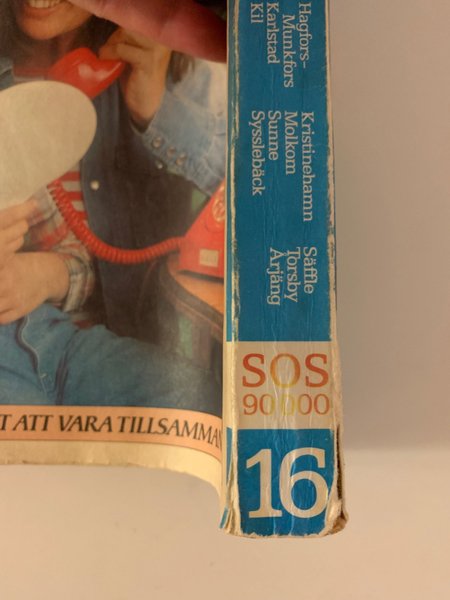 Hagfors-
Munkfors
Karlstad
Kil
Kristinehamn
Molkom
Sunne
Sysslebäck
Säffle
Torsby
Årjäng
SOS
90 000
16
T ATT VARA TILLSAMMA